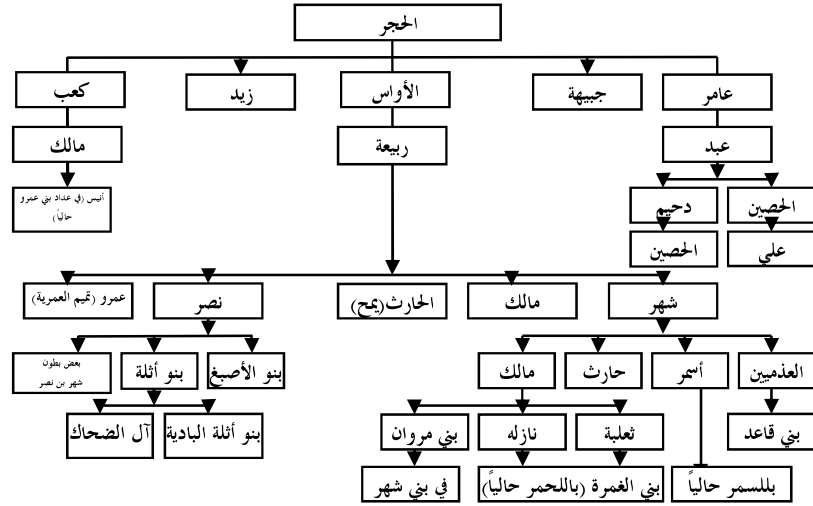 الحجر
عامر
جبيهة
الأواس
زيد
كعب
عبد
ربيعة
مالك
الحصين
دحيم
أنيس (في عداد بني عمرو
حالياً)
علي
الحصين
شهر
مالك
الحارث(يمح)
نصر
عمرو (تميم العمرية)
العذميين
أسمر
حارث
مالك
بنو الأصبغ
بنو أثلة
بعض بطون
شهر بن نصر
بني قاعد
ثعلبة
نازله
بني مروان
بنو أثلة البادية
آل الضحاك
بللسمر حالياً
بني الغمرة (باللحمر حالياً)
في بني شهر